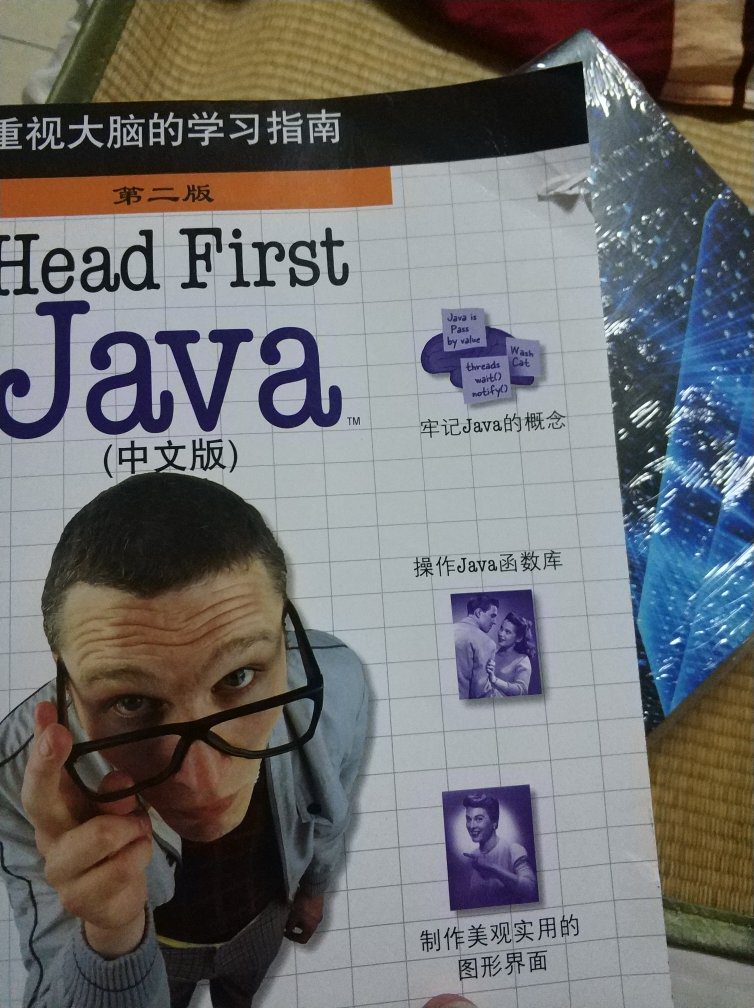 重视大脑的学习指南
第二版
Head First
Java™
(中文版)
Java is
Pass
by value
Wash
Cat
threads
wait()
notify()
牢记Java的概念
操作Java函数库
制作美观实用的
图形界面